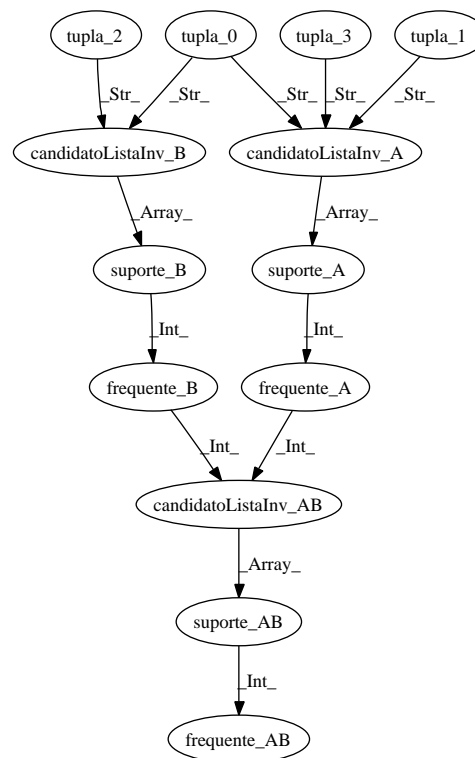 tupla_2 tupla_0 tupla_3 tupla_1
_Str_ _Str_ _Str_ _Str_ _Str_
candidatoListaInv_B candidatoListaInv_A
_Array_ _Array_
suporte_B suporte_A
_Int_ _Int_
frequente_B frequente_A
_Int_ _Int_
candidatoListaInv_AB
_Array_
suporte_AB
_Int_
frequente_AB